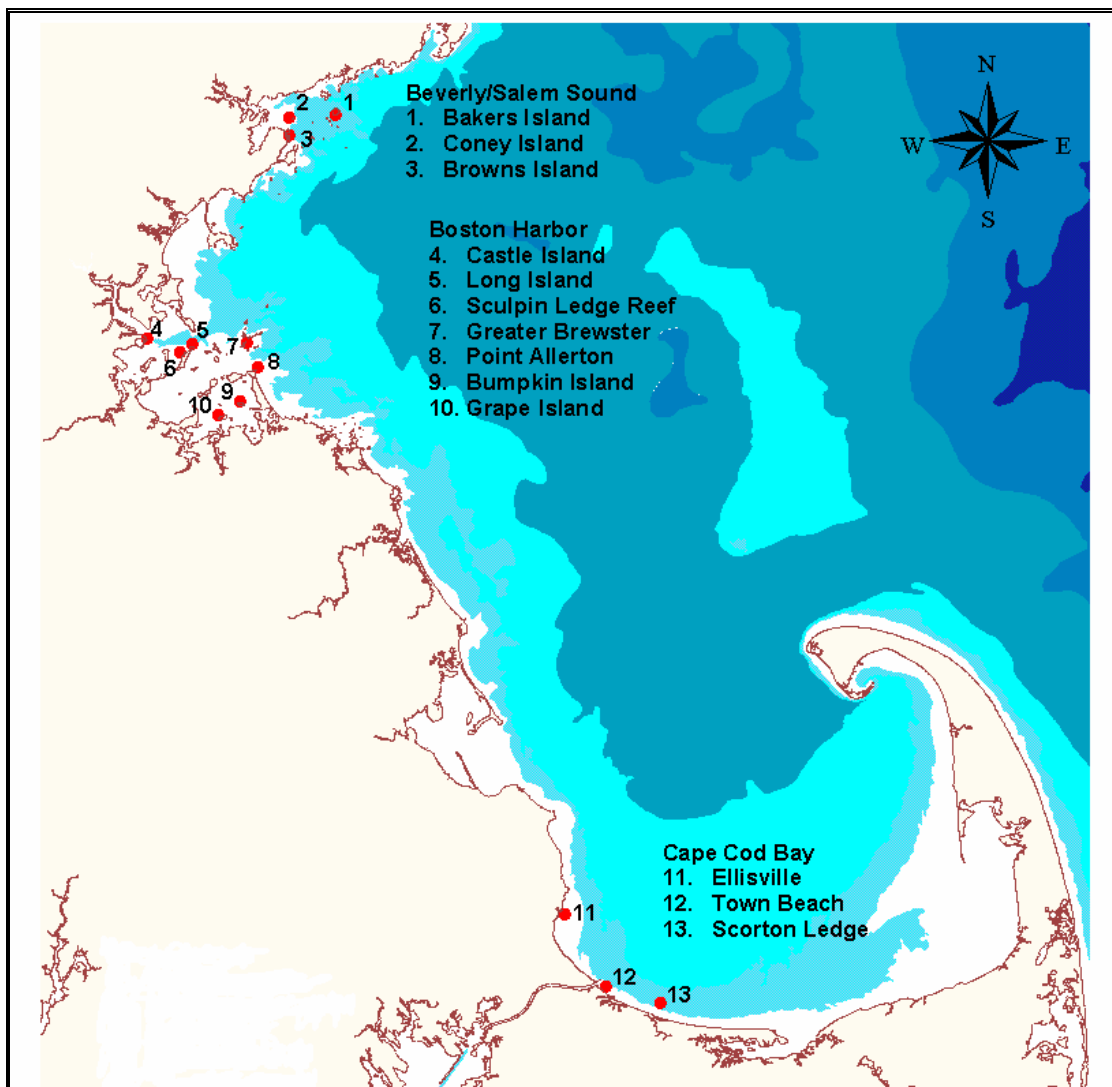 N
W E
S
Beverly/Salem Sound
1. Bakers Island
2. Coney Island
3. Browns Island
2 1
3
Boston Harbor
4. Castle Island
5. Long Island
6. Sculpin Ledge Reef
7. Greater Brewster
8. Point Allerton
9. Bumpkin Island
10. Grape Island
4
5
6
7
8
9
10
Cape Cod Bay
11. Ellisville
12. Town Beach
13. Scorton Ledge
11
12
13